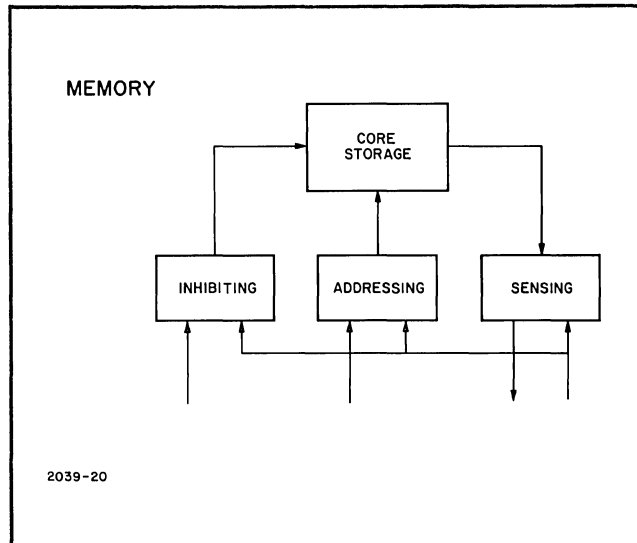 MEMORY
CORE
STORAGE
INHIBITING
ADDRESSING
SENSING
2039-20